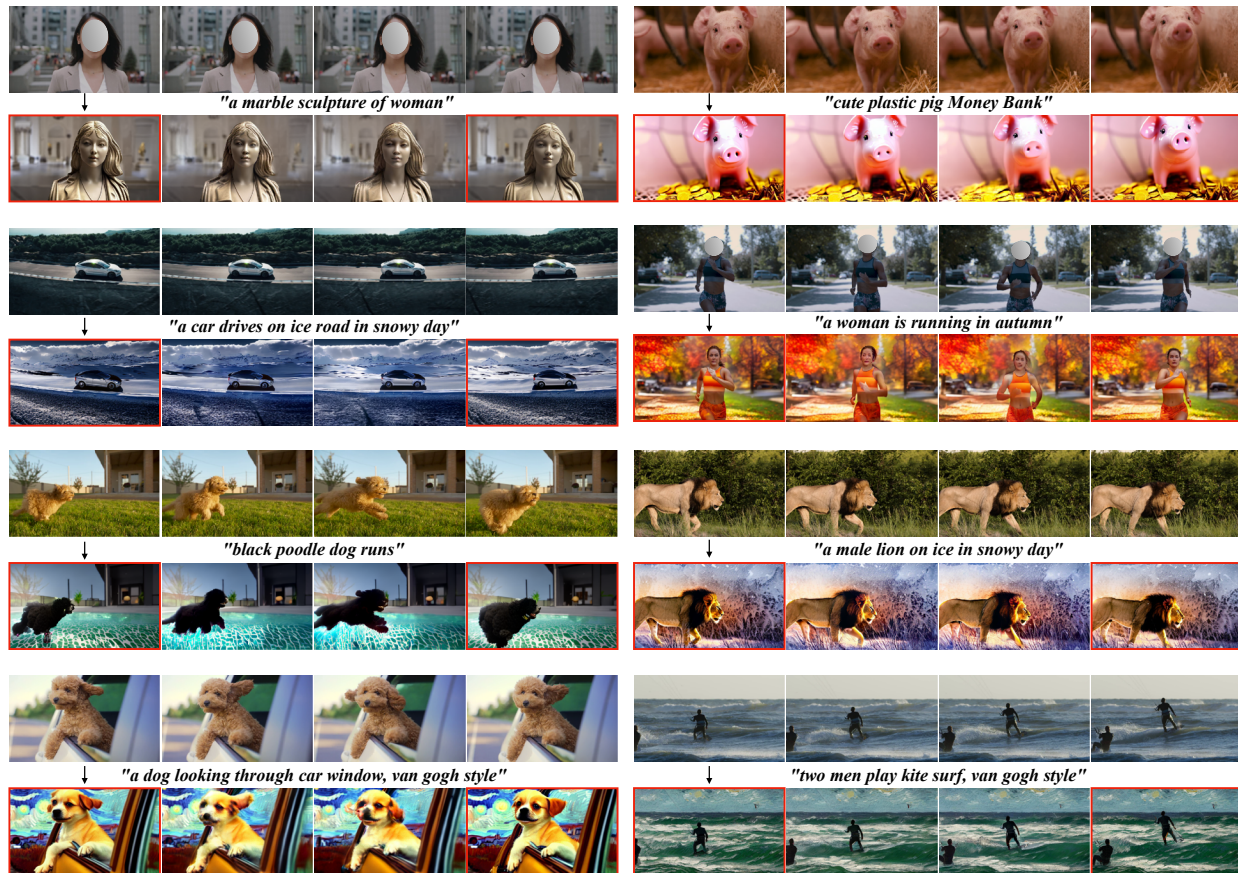 "a marble sculpture of woman"
"cute plastic pig Money Bank"
"a car drives on ice road in snowy day"
"a woman is running in autumn"
"black poodle dog runs"
"a male lion on ice in snowy day"
"a dog looking through car window, van gogh style"
"two men play kite surf, van gogh style"